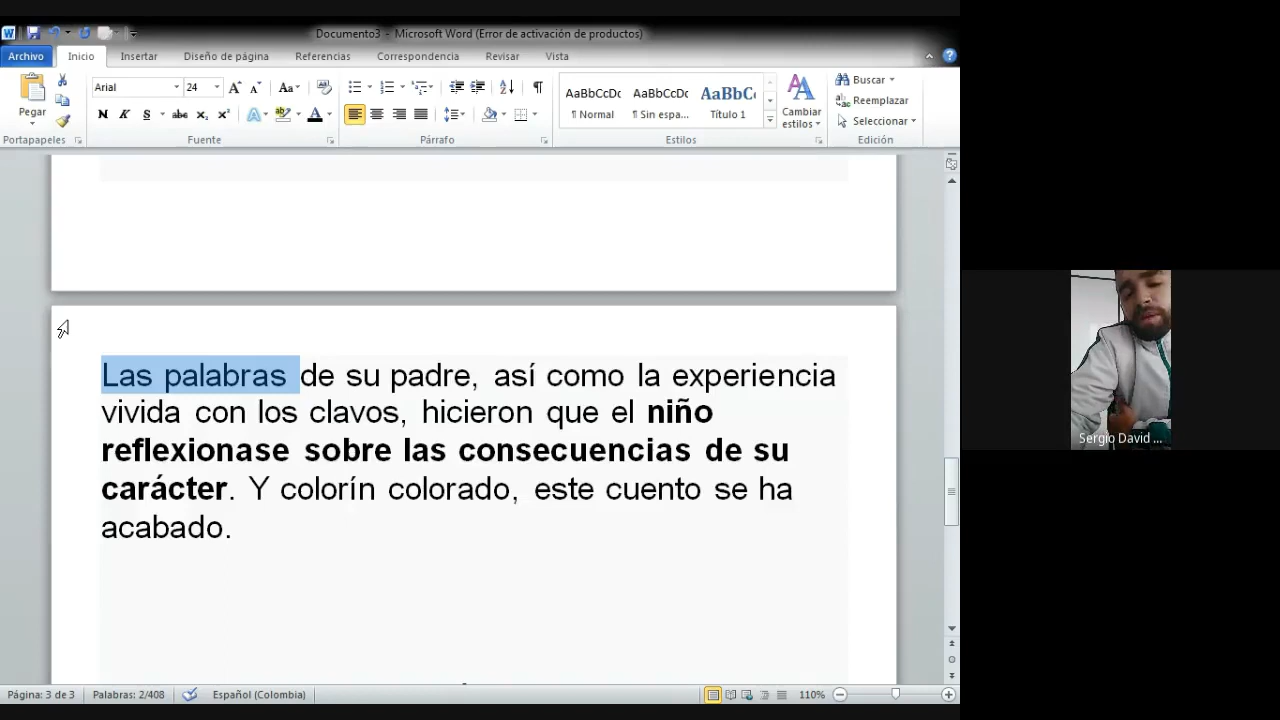 Documento3 - Microsoft Word (Error de activación de productos)
Archivo Inicio Insertar Diseño de página Referencias Correspondencia Revisar Vista
Pegar
Arial 24
AaBbCcDc AaBbCcDc AaBbC
¶ Normal ¶ Sin espa... Título 1
Cambiar estilos
Buscar
Reemplazar
Seleccionar
Portapapeles Fuente Párrafo Estilos Edición
Las palabras de su padre, así como la experiencia
vivida con los clavos, hicieron que el niño
reflexionase sobre las consecuencias de su
carácter. Y colorín colorado, este cuento se ha
acabado.
Sergio David ...
Página: 3 de 3 Palabras: 2/408 Español (Colombia) 110%